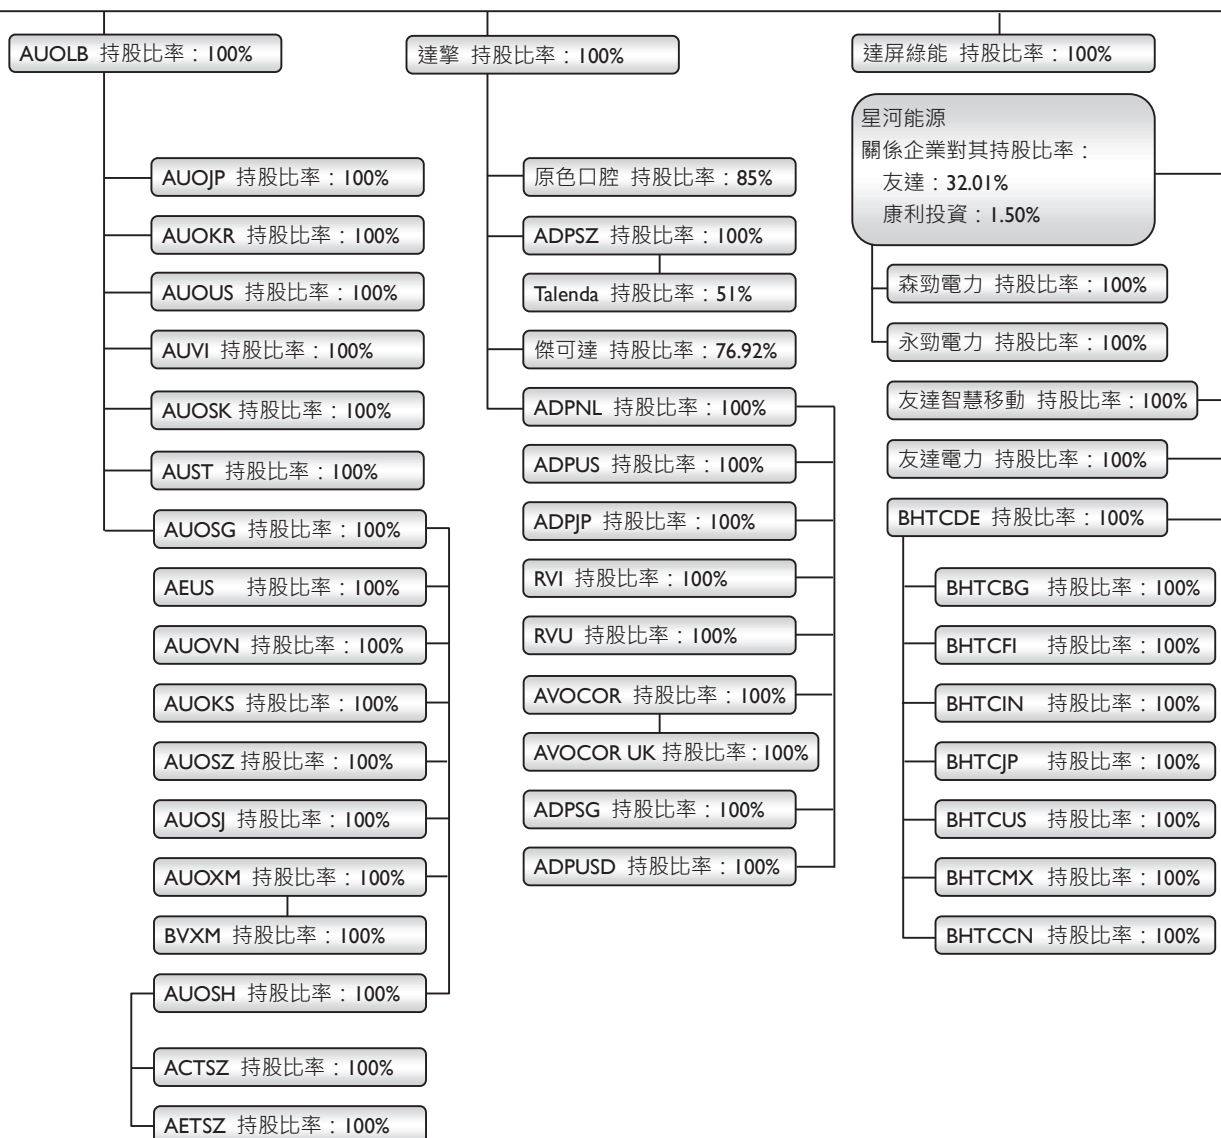 AUOLB 持股比率：100%
AUOJP 持股比率：100%
AUOKR 持股比率：100%
AUOUS 持股比率：100%
AUVI 持股比率：100%
AUOSK 持股比率：100%
AUST 持股比率：100%
AUOSG 持股比率：100%
AEUS 持股比率：100%
AUOVN 持股比率：100%
AUOKS 持股比率：100%
AUOSZ 持股比率：100%
AUOSJ 持股比率：100%
AUOXM 持股比率：100%
BVXM 持股比率：100%
AUOSH 持股比率：100%
ACTSZ 持股比率：100%
AETSZ 持股比率：100%
達擎 持股比率：100%
原色口腔 持股比率：85%
ADPSZ 持股比率：100%
Talenda 持股比率：51%
傑可達 持股比率：76.92%
ADPNL 持股比率：100%
ADPUS 持股比率：100%
ADPJP 持股比率：100%
RVI 持股比率：100%
RVU 持股比率：100%
AVOCOR 持股比率：100%
AVOCOR UK 持股比率：100%
ADPSG 持股比率：100%
ADPUSD 持股比率：100%
達屏綠能 持股比率：100%
星河能源
關係企業對其持股比率：
友達：32.01%
康利投資：1.50%
森勁電力 持股比率：100%
永勁電力 持股比率：100%
友達智慧移動 持股比率：100%
友達電力 持股比率：100%
BHTCDE 持股比率：100%
BHTCBG 持股比率：100%
BHTCFI 持股比率：100%
BHTCIN 持股比率：100%
BHTCJP 持股比率：100%
BHTCUS 持股比率：100%
BHTCMX 持股比率：100%
BHTCCN 持股比率：100%